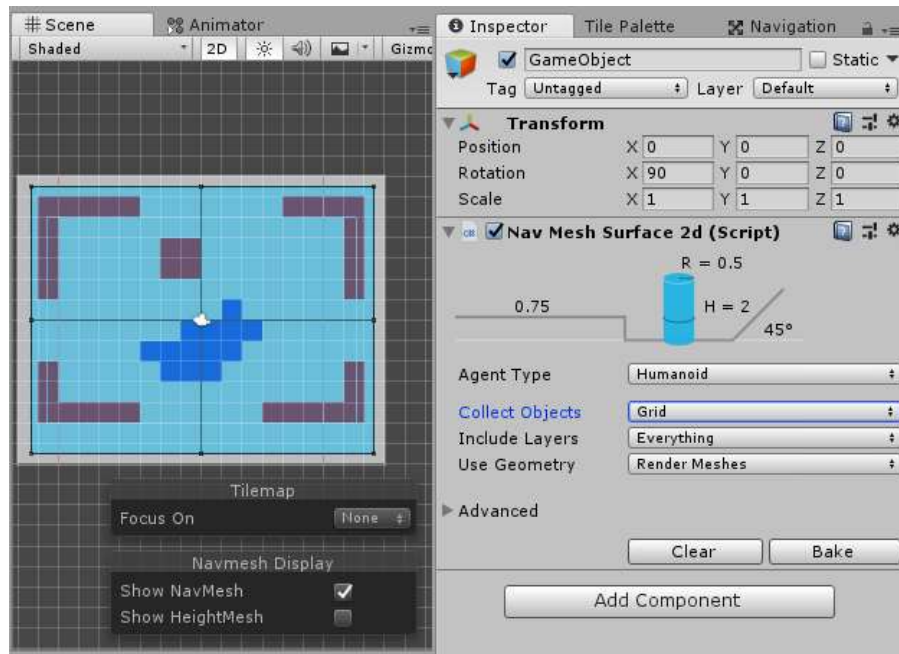 Scene
Animator
Shaded
2D
Gizmo
Tilemap
Focus On
None
Navmesh Display
Show NavMesh
Show HeightMesh
Inspector
Tile Palette
Navigation
GameObject
Static
Tag Untagged
Layer Default
Transform
Position X 0 Y 0 Z 0
Rotation X 90 Y 0 Z 0
Scale X 1 Y 1 Z 1
Nav Mesh Surface 2d (Script)
R = 0.5
0.75
H = 2
45°
Agent Type Humanoid
Collect Objects Grid
Include Layers Everything
Use Geometry Render Meshes
Advanced
Clear
Bake
Add Component